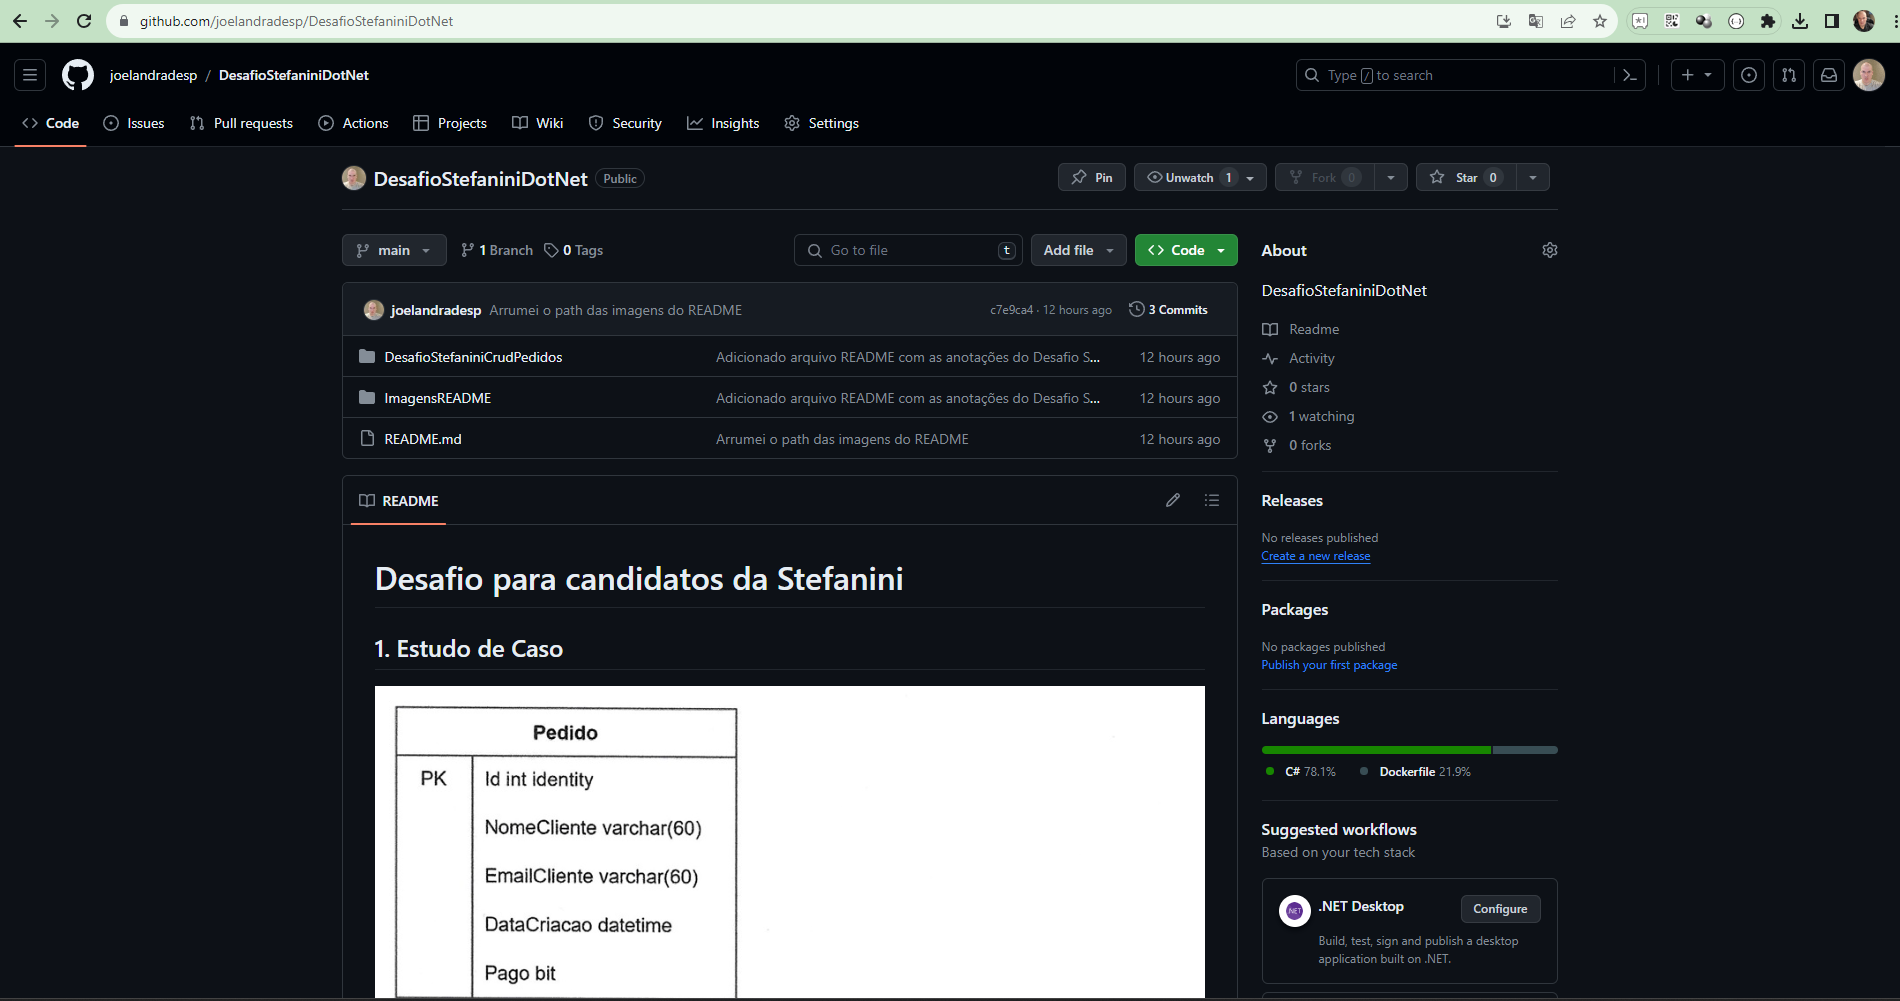 github.com/joelandradesp/DesafioStefaniniDotNet
joelandradesp / DesafioStefaniniDotNet
Type / to search
Code Issues Pull requests Actions Projects Wiki Security Insights Settings
DesafioStefaniniDotNet Public
Pin Unwatch 1 Fork 0 Star 0
main 1 Branch 0 Tags Go to file t Add file Code
joelandradesp Arrumei o path das imagens do README c7e9ca4 · 12 hours ago 3 Commits
DesafioStefaniniCrudPedidos Adicionado arquivo README com as anotações do Desafio S... 12 hours ago
ImagensREADME Adicionado arquivo README com as anotações do Desafio S... 12 hours ago
README.md Arrumei o path das imagens do README 12 hours ago
README
Desafio para candidatos da Stefanini
1. Estudo de Caso
Pedido
PK Id int identity
NomeCliente varchar(60)
EmailCliente varchar(60)
DataCriacao datetime
Pago bit
About
DesafioStefaniniDotNet
Readme
Activity
0 stars
1 watching
0 forks
Releases
No releases published
Create a new release
Packages
No packages published
Publish your first package
Languages
C# 78.1% Dockerfile 21.9%
Suggested workflows
Based on your tech stack
.NET .NET Desktop Configure
Build, test, sign and publish a desktop
application built on .NET.